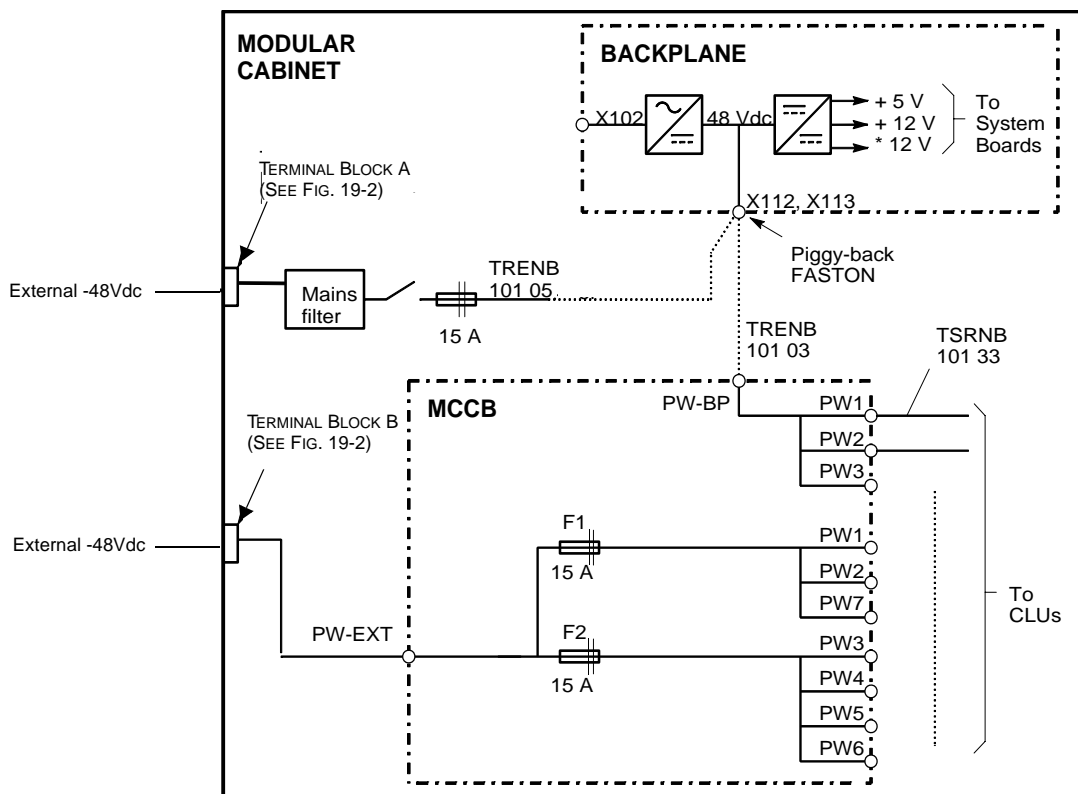 MODULAR
CABINET
BACKPLANE
X102
48 Vdc
+ 5 V
+ 12 V
* 12 V
To
System
Boards
TERMINAL BLOCK A
(SEE FIG. 19-2)
X112, X113
Piggy-back
FASTON
External -48Vdc
Mains
filter
TRENB
101 05
15 A
TRENB
101 03
TSRNB
101 33
MCCB
PW-BP
PW1
PW2
PW3
TERMINAL BLOCK B
(SEE FIG. 19-2)
External -48Vdc
F1
15 A
PW1
PW2
PW7
To
CLUs
PW-EXT
F2
15 A
PW3
PW4
PW5
PW6